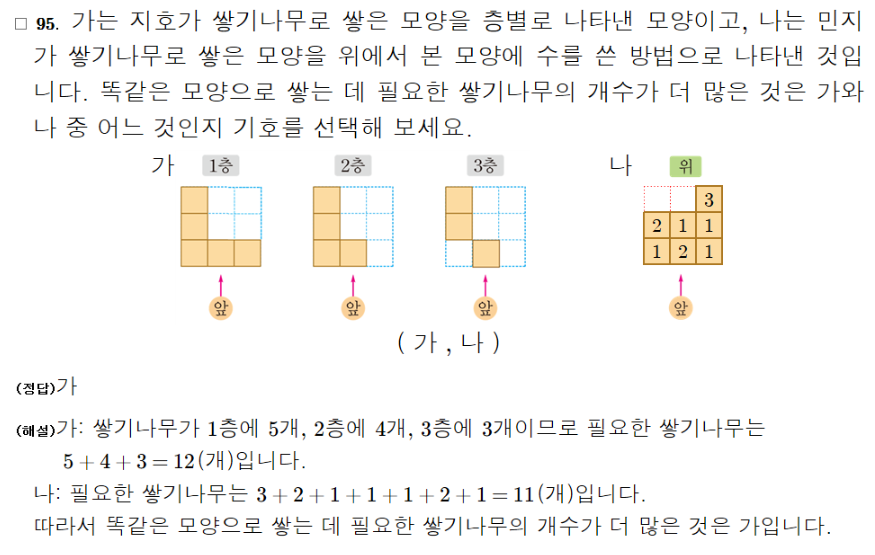 □ 95. 가는 지호가 쌓기나무로 쌓은 모양을 층별로 나타낸 모양이고, 나는 민지
가 쌓기나무로 쌓은 모양을 위에서 본 모양에 수를 쓴 방법으로 나타낸 것입
니다. 똑같은 모양으로 쌓는 데 필요한 쌓기나무의 개수가 더 많은 것은 가와
나 중 어느 것인지 기호를 선택해 보세요.
가 1층 2층 3층 나 위
3
2 1 1
1 2 1
앞 앞 앞 앞
( 가 , 나 )
(정답)가
(해설)가: 쌓기나무가 1층에 5개, 2층에 4개, 3층에 3개이므로 필요한 쌓기나무는
5 + 4 + 3 = 12(개)입니다.
나: 필요한 쌓기나무는 3 + 2 + 1 + 1 + 1 + 2 + 1 = 11(개)입니다.
따라서 똑같은 모양으로 쌓는 데 필요한 쌓기나무의 개수가 더 많은 것은 가입니다.